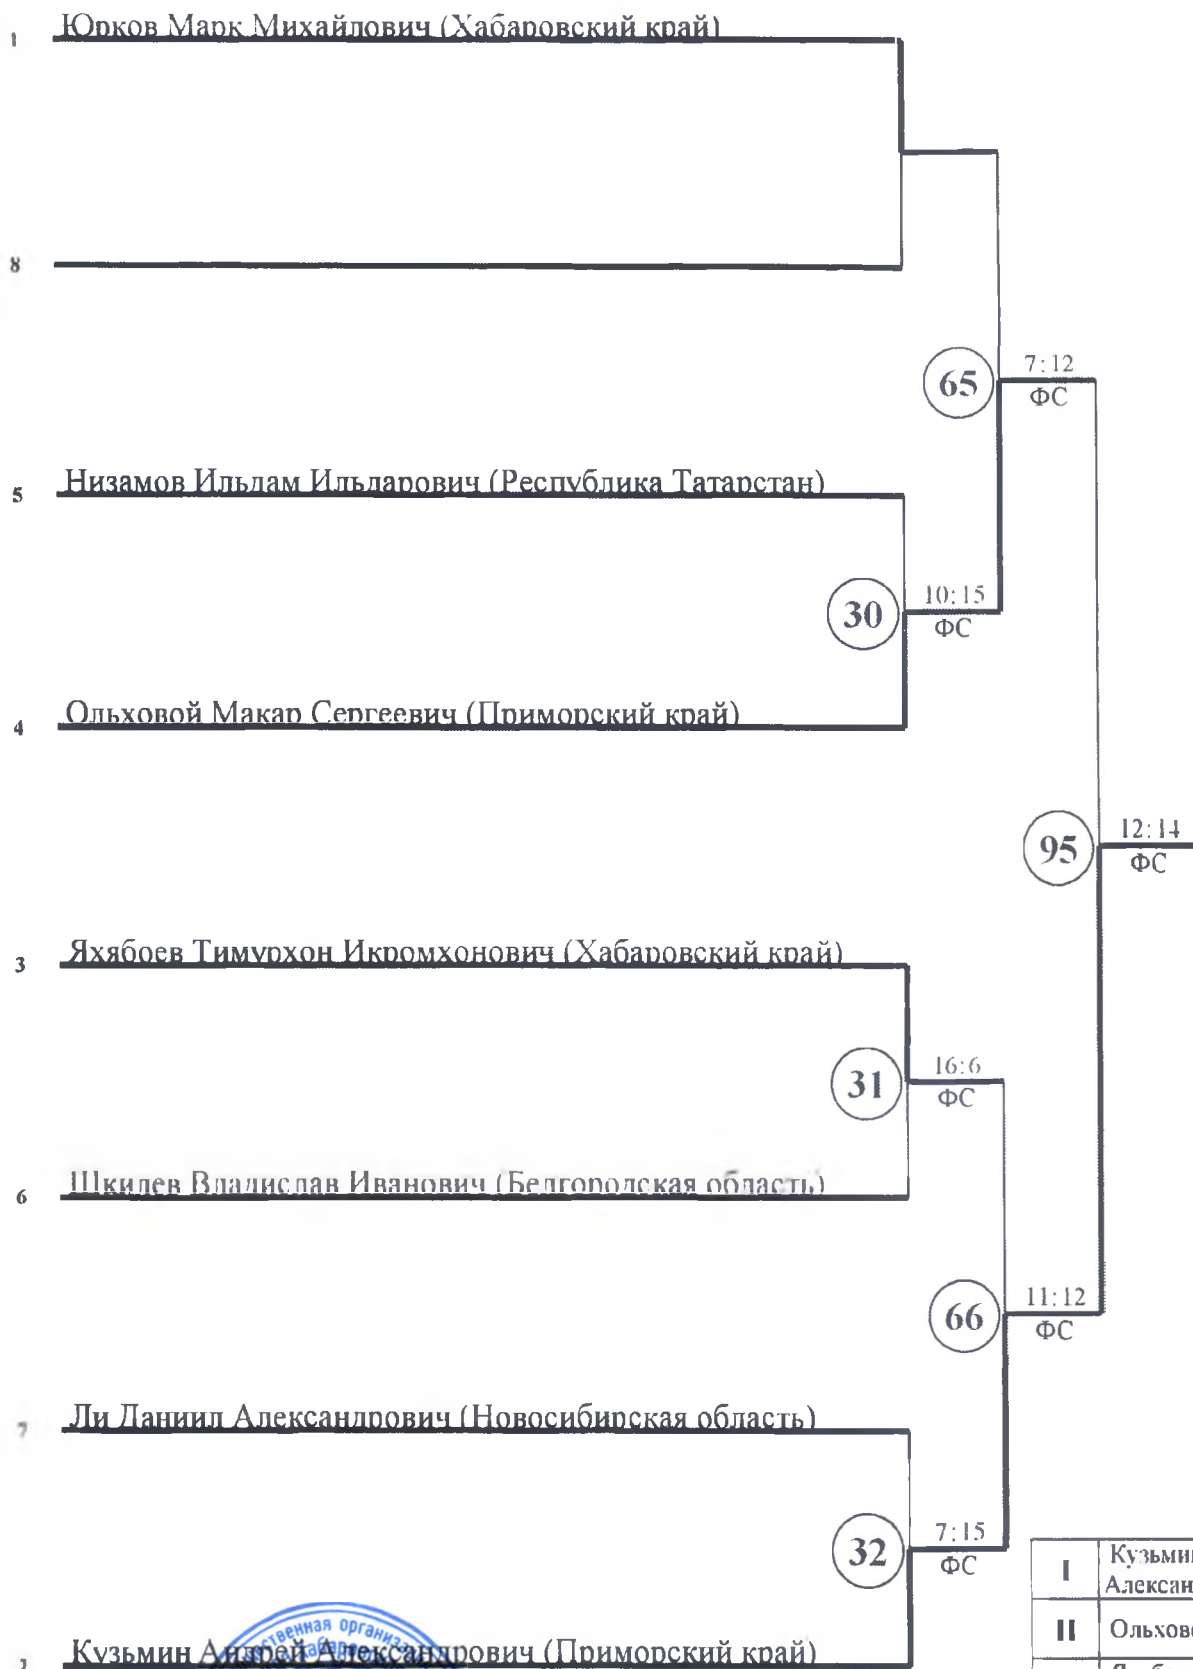 1 Юрков Марк Михайлович (Хабаровский край)
8
65 7:12
ФС
5 Низамов Ильдам Ильдарович (Республика Татарстан)
30 10:15
ФС
4 Ольховой Макар Сергеевич (Приморский край)
95 12:14
ФС
3 Яхябоев Тимурхон Икромхонович (Хабаровский край)
31 16:6
ФС
6 Шкилев Владислав Иванович (Белгородская область)
66 11:12
ФС
7 Ли Даниил Александрович (Новосибирская область)
32 7:15
ФС
I Кузьмин
Алексан
II Ольхово
Кузьмин Андрей Александрович (Приморский край)